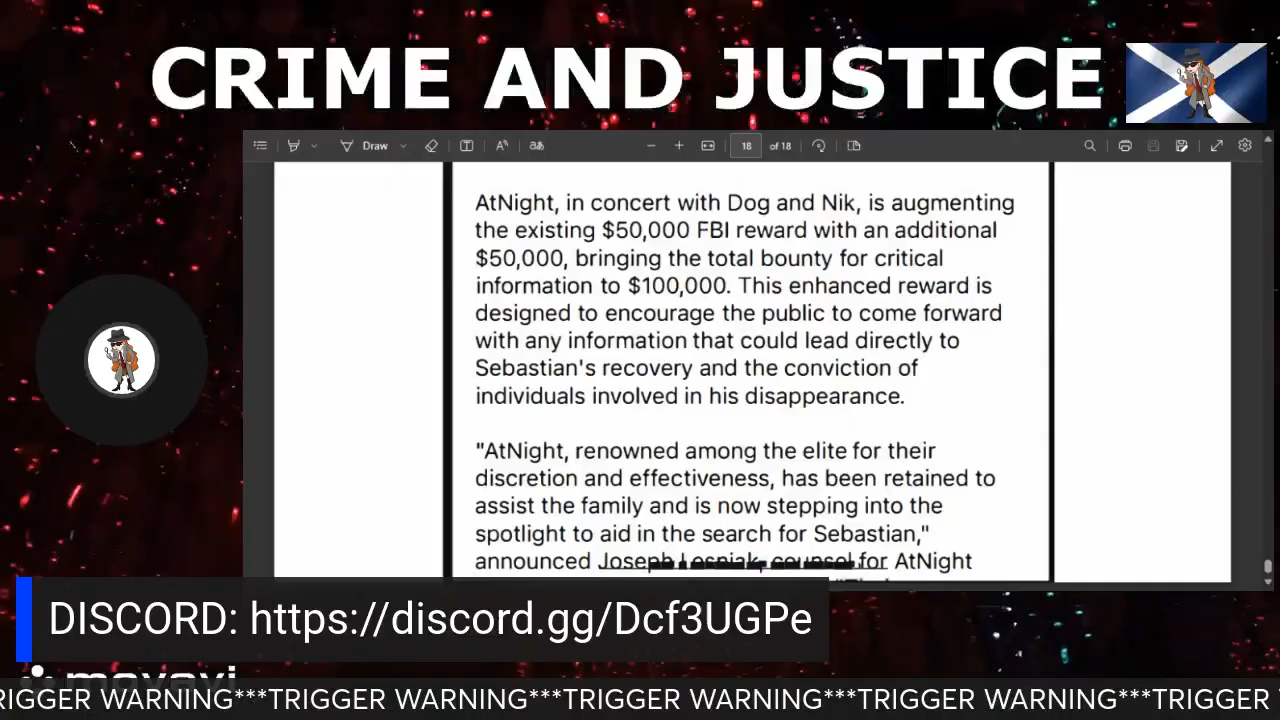 CRIME AND JUSTICE
Draw
18 of 18
AtNight, in concert with Dog and Nik, is augmenting
the existing $50,000 FBI reward with an additional
$50,000, bringing the total bounty for critical
information to $100,000. This enhanced reward is
designed to encourage the public to come forward
with any information that could lead directly to
Sebastian's recovery and the conviction of
individuals involved in his disappearance.
"AtNight, renowned among the elite for their
discretion and effectiveness, has been retained to
assist the family and is now stepping into the
spotlight to aid in the search for Sebastian,"
announced Joseph Lesniak, counsel for AtNight
DISCORD: https://discord.gg/Dcf3UGPe
movavi
RIGGER WARNING***TRIGGER WARNING***TRIGGER WARNING***TRIGGER WARNING***TRIGGER